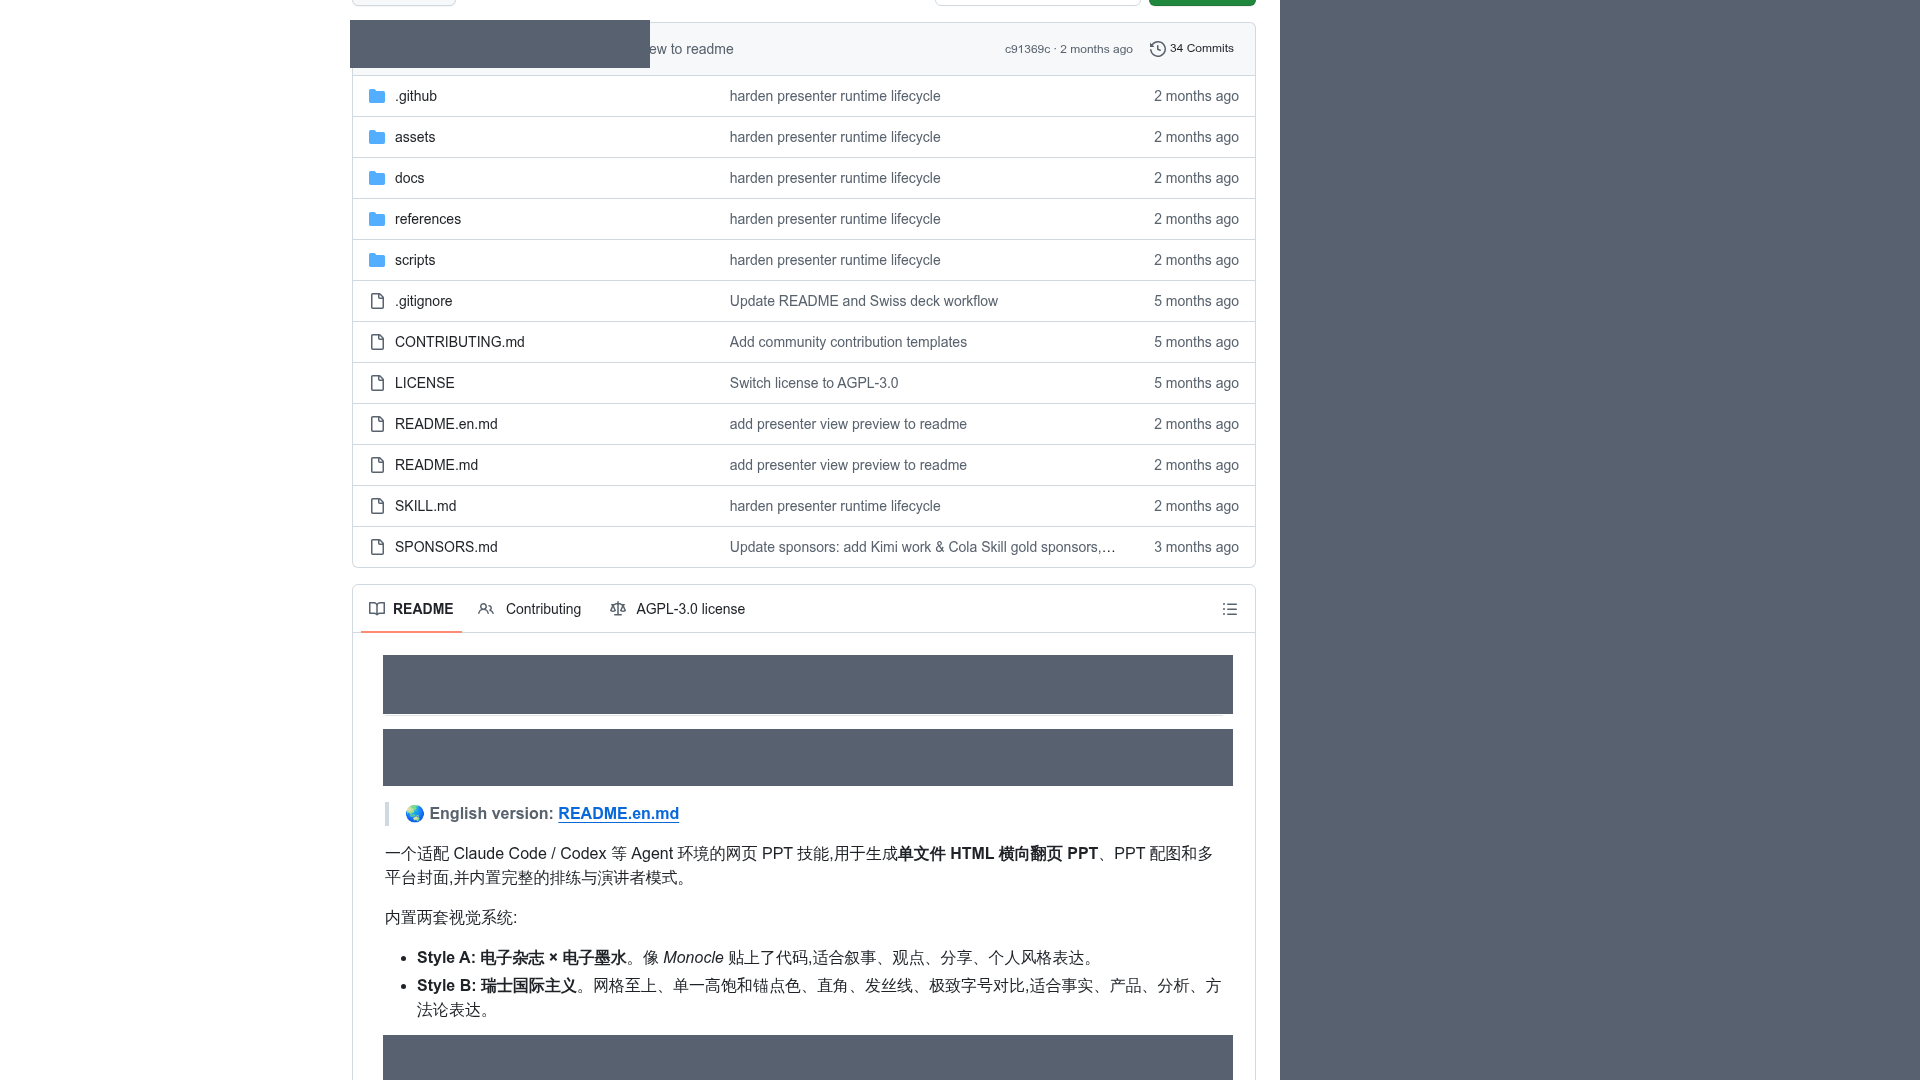 ew to readme c91369c · 2 months ago 34 Commits
.github harden presenter runtime lifecycle 2 months ago
assets harden presenter runtime lifecycle 2 months ago
docs harden presenter runtime lifecycle 2 months ago
references harden presenter runtime lifecycle 2 months ago
scripts harden presenter runtime lifecycle 2 months ago
.gitignore Update README and Swiss deck workflow 5 months ago
CONTRIBUTING.md Add community contribution templates 5 months ago
LICENSE Switch license to AGPL-3.0 5 months ago
README.en.md add presenter view preview to readme 2 months ago
README.md add presenter view preview to readme 2 months ago
SKILL.md harden presenter runtime lifecycle 2 months ago
SPONSORS.md Update sponsors: add Kimi work & Cola Skill gold sponsors,… 3 months ago
README Contributing AGPL-3.0 license
🌏 English version: README.en.md
一个适配 Claude Code / Codex 等 Agent 环境的网页 PPT 技能,用于生成单文件 HTML 横向翻页 PPT、PPT 配图和多
平台封面,并内置完整的排练与演讲者模式。
内置两套视觉系统:
• Style A: 电子杂志 × 电子墨水。像 Monocle 贴上了代码,适合叙事、观点、分享、个人风格表达。
• Style B: 瑞士国际主义。网格至上、单一高饱和锚点色、直角、发丝线、极致字号对比,适合事实、产品、分析、方
法论表达。